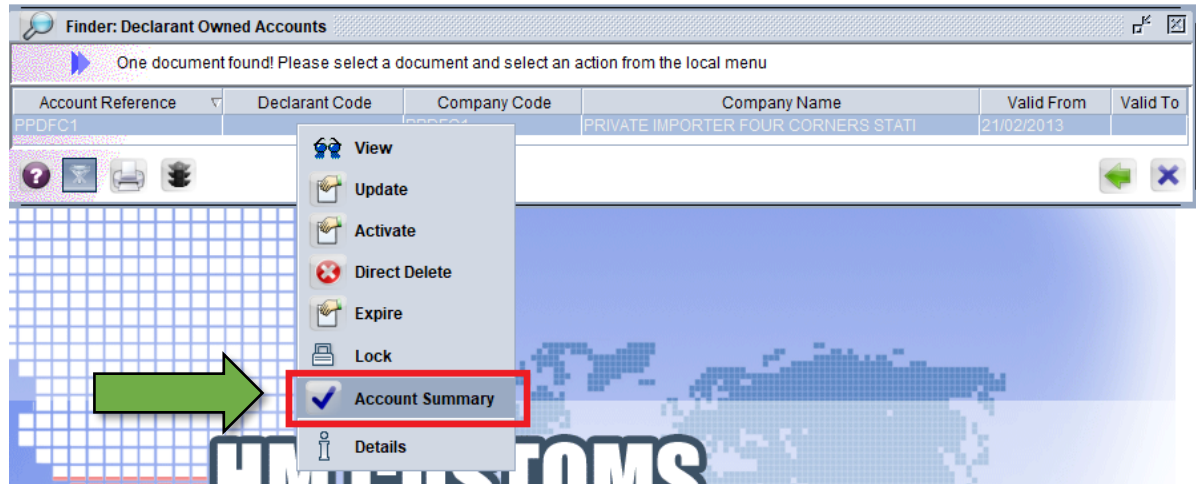 Finder: Declarant Owned Accounts
One document found! Please select a document and select an action from the local menu
Account Reference Declarant Code Company Code Company Name Valid From Valid To
PPDFC1 PRIVATE IMPORTER FOUR CORNERS STATI 21/02/2013
View
Update
Activate
Direct Delete
Expire
Lock
Account Summary
Details
CUSTOMS